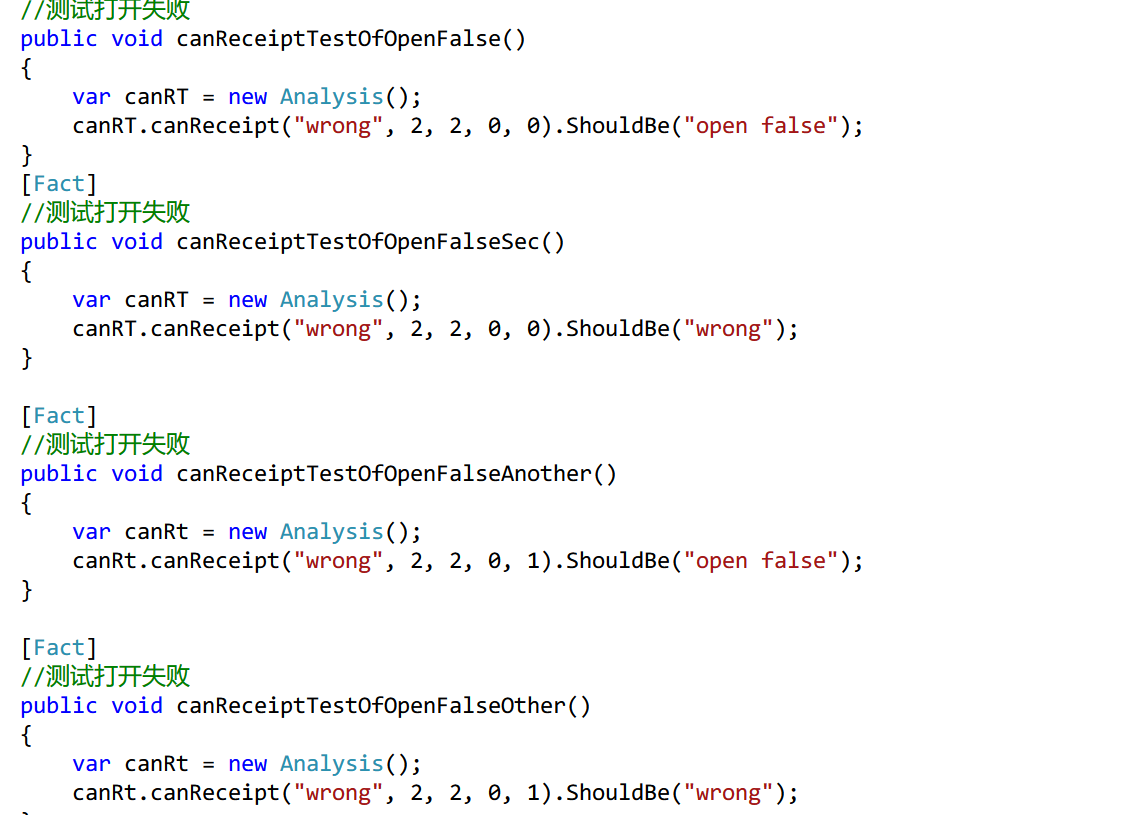 //测试打开失败
public void canReceiptTestOfOpenFalse()
{
    var canRT = new Analysis();
    canRT.canReceipt("wrong", 2, 2, 0, 0).ShouldBe("open false");
}
[Fact]
//测试打开失败
public void canReceiptTestOfOpenFalseSec()
{
    var canRT = new Analysis();
    canRT.canReceipt("wrong", 2, 2, 0, 0).ShouldBe("wrong");
}
[Fact]
//测试打开失败
public void canReceiptTestOfOpenFalseAnother()
{
    var canRt = new Analysis();
    canRt.canReceipt("wrong", 2, 2, 0, 1).ShouldBe("open false");
}
[Fact]
//测试打开失败
public void canReceiptTestOfOpenFalseOther()
{
    var canRt = new Analysis();
    canRt.canReceipt("wrong", 2, 2, 0, 1).ShouldBe("wrong");